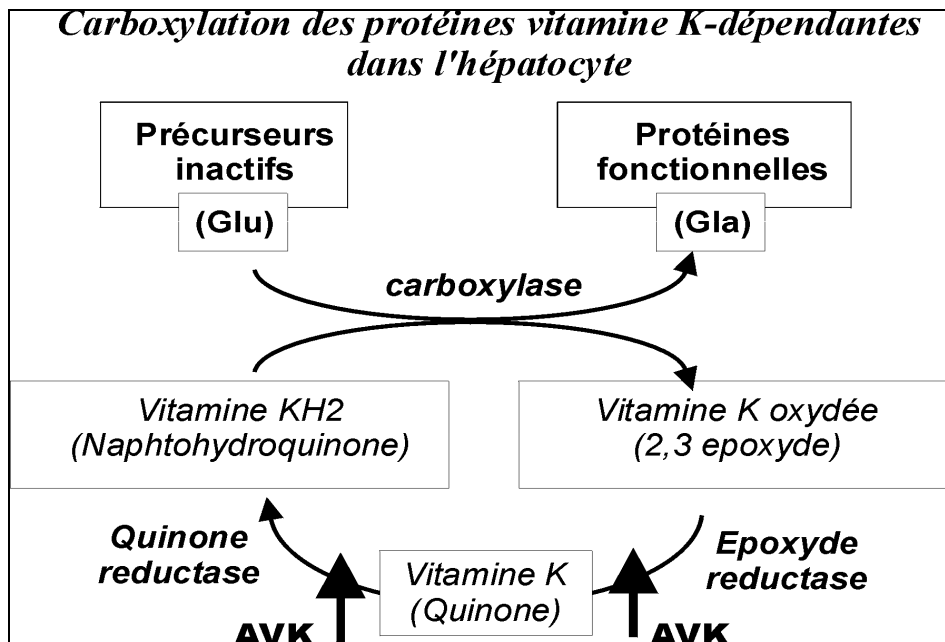 Carboxylation des protéines vitamine K-dépendantes
dans l'hépatocyte
Précurseurs
inactifs
(Glu)
Protéines
fonctionnelles
(Gla)
carboxylase
Vitamine KH2
(Naphtohydroquinone)
Vitamine K oxydée
(2,3 epoxyde)
Quinone
reductase
Vitamine K
(Quinone)
Epoxyde
reductase
AVK
AVK